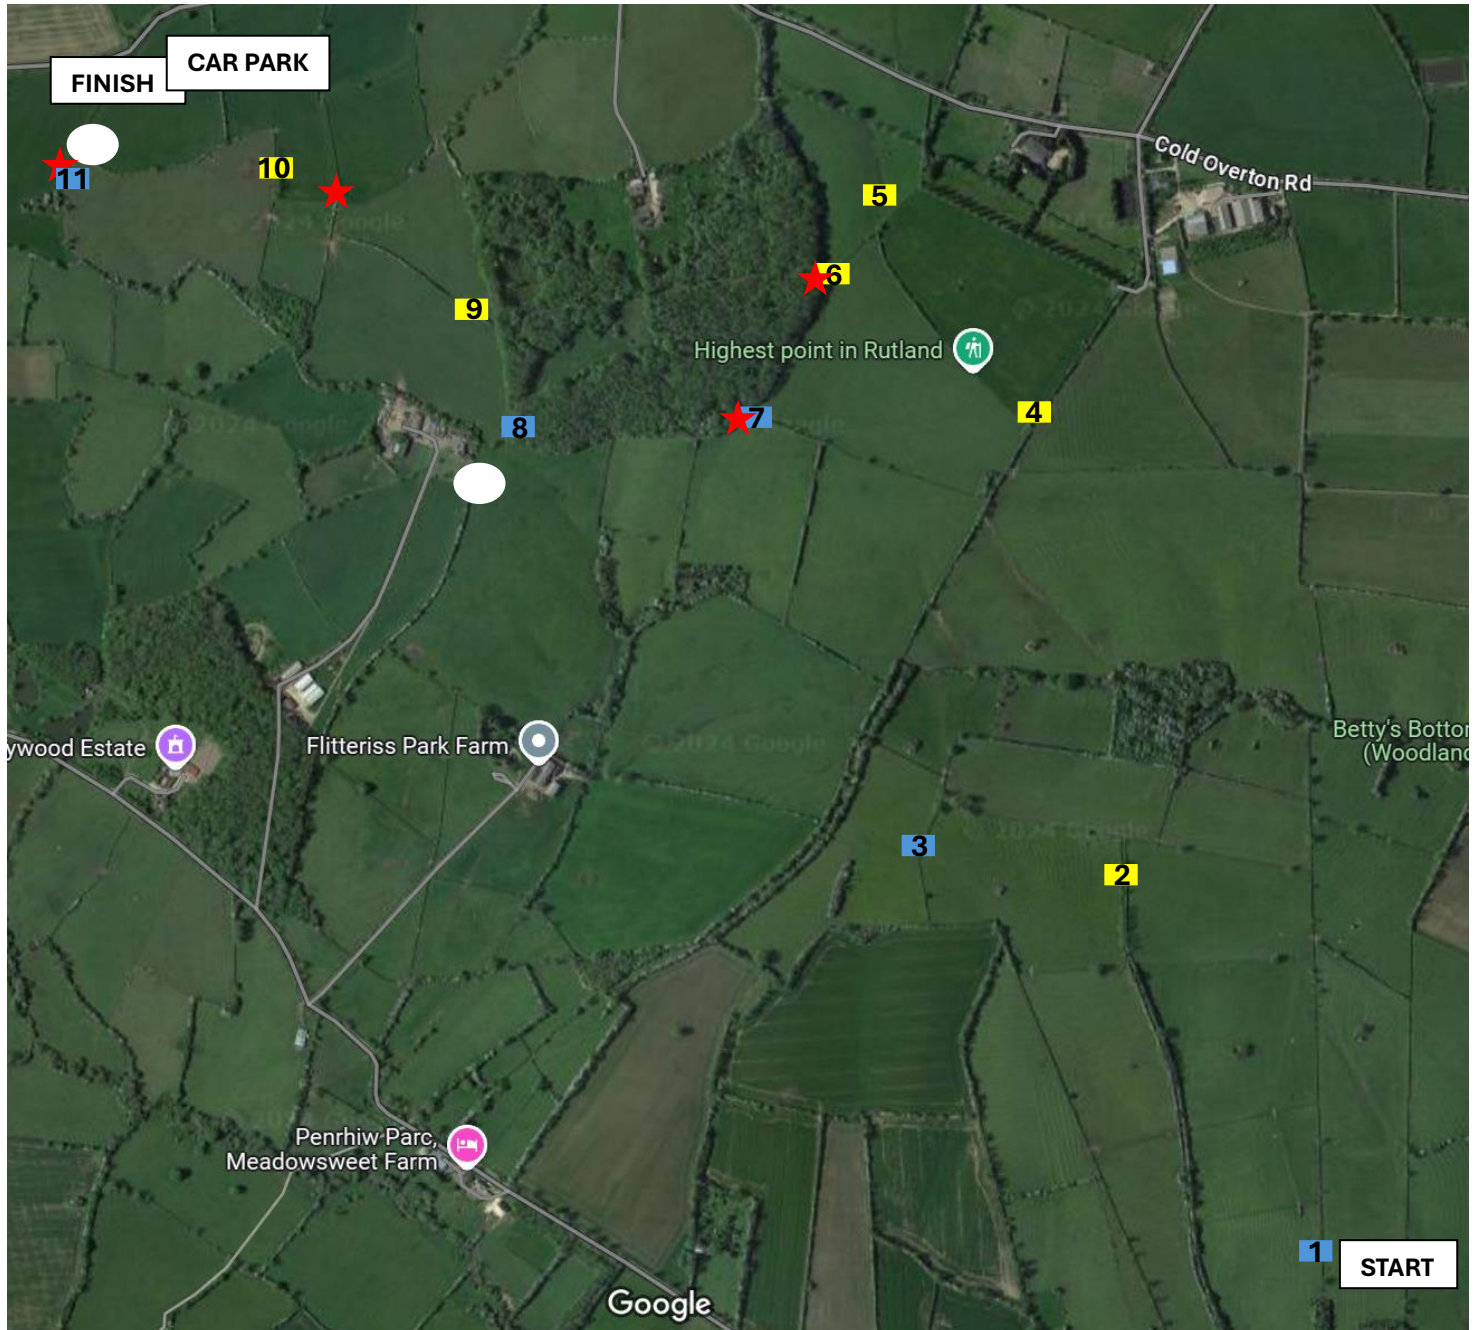 CAR PARK
FINISH
Cold Overton Rd
10
11
5
6
9
Highest point in Rutland
4
7
8
ywood Estate
Flitteriss Park Farm
Betty's Bottor
(Woodland
3
2
Penrhiw Parc,
Meadowsweet Farm
1
START
Google